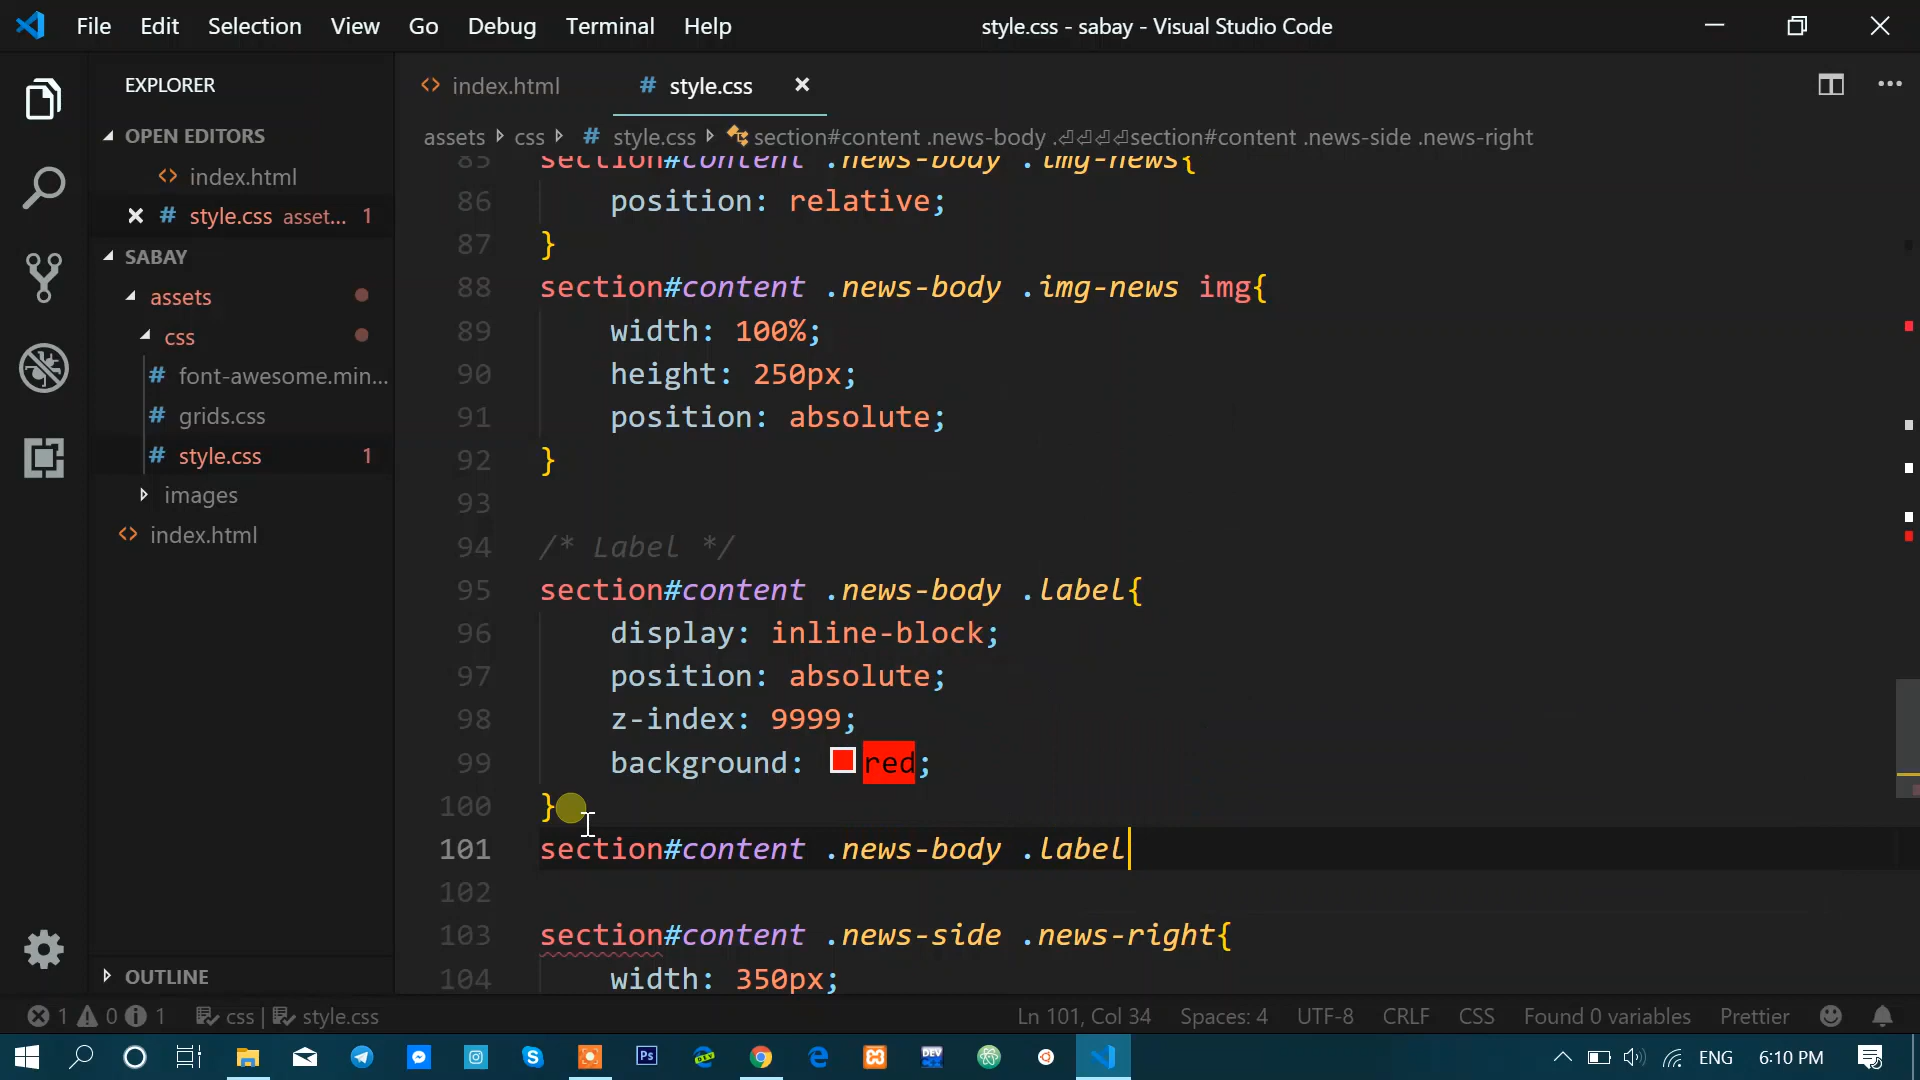 File Edit Selection View Go Debug Terminal Help
style.css - sabay - Visual Studio Code
EXPLORER
OPEN EDITORS
index.html
style.css asset... 1
SABAY
assets
css
font-awesome.min...
grids.css
style.css 1
images
index.html
OUTLINE
index.html
style.css
assets css style.css section#content .news-body .⏎⏎⏎⏎section#content .news-side .news-right
85 section#content .news-body .img-news{
86 position: relative;
87 }
88 section#content .news-body .img-news img{
89 width: 100%;
90 height: 250px;
91 position: absolute;
92 }
93
94 /* Label */
95 section#content .news-body .label{
96 display: inline-block;
97 position: absolute;
98 z-index: 9999;
99 background: red;
100 }
101 section#content .news-body .label
102
103 section#content .news-side .news-right{
104 width: 350px;
1 0 1 css | style.css
Ln 101, Col 34 Spaces: 4 UTF-8 CRLF CSS Found 0 variables Prettier
Ps DEV ENG 6:10 PM